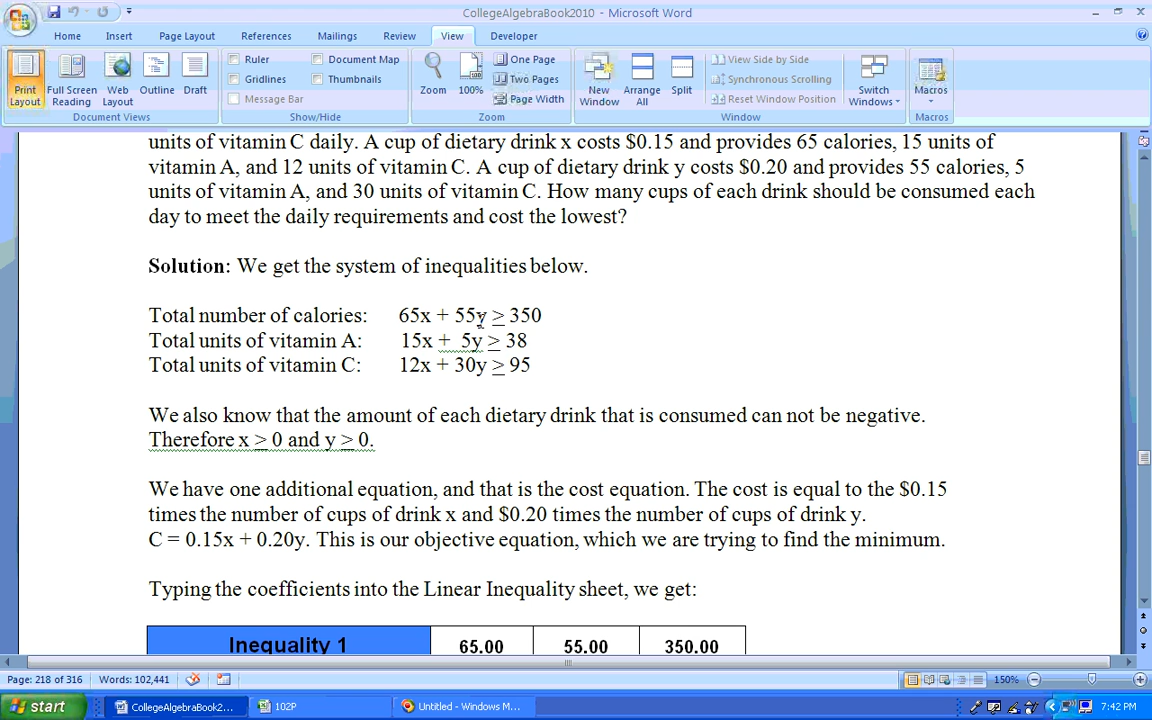 CollegeAlgebraBook2010 - Microsoft Word
Home Insert Page Layout References Mailings Review View Developer
Print Layout
Full Screen Reading
Web Layout
Outline
Draft
Document Views
Ruler
Gridlines
Message Bar
Document Map
Thumbnails
Show/Hide
Zoom
100%
One Page
Two Pages
Page Width
Zoom
New Window
Arrange All
Split
View Side by Side
Synchronous Scrolling
Reset Window Position
Switch Windows
Window
Macros
Macros
units of vitamin C daily. A cup of dietary drink x costs $0.15 and provides 65 calories, 15 units of
vitamin A, and 12 units of vitamin C. A cup of dietary drink y costs $0.20 and provides 55 calories, 5
units of vitamin A, and 30 units of vitamin C. How many cups of each drink should be consumed each
day to meet the daily requirements and cost the lowest?
Solution: We get the system of inequalities below.
Total number of calories: 65x + 55y ≥ 350
Total units of vitamin A: 15x + 5y ≥ 38
Total units of vitamin C: 12x + 30y ≥ 95
We also know that the amount of each dietary drink that is consumed can not be negative.
Therefore x ≥ 0 and y ≥ 0.
We have one additional equation, and that is the cost equation. The cost is equal to the $0.15
times the number of cups of drink x and $0.20 times the number of cups of drink y.
C = 0.15x + 0.20y. This is our objective equation, which we are trying to find the minimum.
Typing the coefficients into the Linear Inequality sheet, we get:
Inequality 1 65.00 55.00 350.00
Page: 218 of 316 Words: 102,441 150%
start CollegeAlgebraBook2... 102P Untitled - Windows M... 7:42 PM